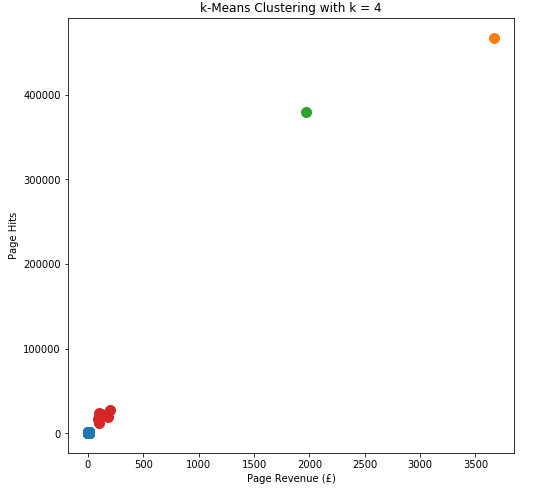 k-Means Clustering with k = 4
Page Hits
400000
300000
200000
100000
0
0 500 1000 1500 2000 2500 3000 3500
Page Revenue (£)